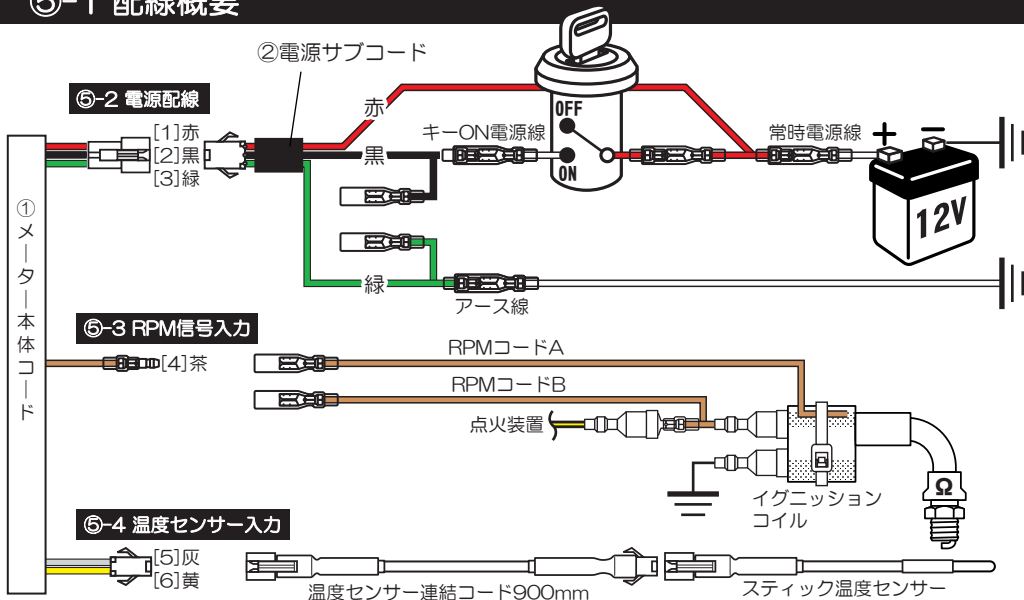 ⑤-1 配線概要
②電源サブコード
⑤-2 電源配線
[1]赤
[2]黒
[3]緑
赤
黒
緑
キーON電源線
OFF
ON
常時電源線
+
−
12V
アース線
①メーター本体コード
⑤-3 RPM信号入力
[4]茶
RPMコードA
RPMコードB
点火装置
イグニッション
コイル
Ω
⑤-4 温度センサー入力
[5]灰
[6]黄
温度センサー連結コード900mm
スティック温度センサー